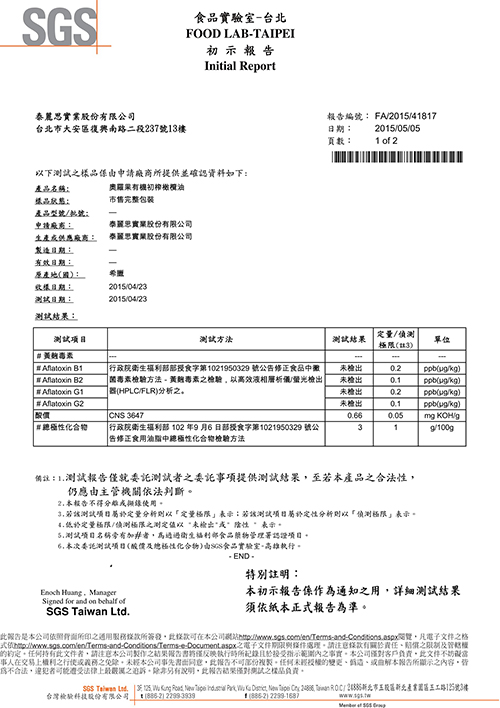 SGS
食品實驗室-台北
FOOD LAB-TAIPEI
初示報告
Initial Report
泰麗思實業股份有限公司
台北市大安區復興南路二段237號13樓
報告編號： FA/2015/41817
日期： 2015/05/05
頁數： 1 of 2
以下測試之樣品係由申請廠商所提供並確認資料如下：
產品名稱： 奧羅果有機初榨橄欖油
樣品狀態： 市售完整包裝
產品型號/批號： —
申請廠商： 泰麗思實業股份有限公司
生產或供應廠商： 泰麗思實業股份有限公司
製造日期： —
有效日期： —
原產地(國)： 希臘
收樣日期： 2015/04/23
測試日期： 2015/04/23
測試結果：
測試項目 測試方法 測試結果 定量/偵測極限(註3) 單位
# 黃麴毒素 --- --- --- ---
# Aflatoxin B1 行政院衛生福利部部授食字第1021950329 號公告修正食品中黴 未檢出 0.2 ppb(μg/kg)
# Aflatoxin B2 菌毒素檢驗方法－黃麴毒素之檢驗，以高效液相層析儀/螢光檢出 未檢出 0.1 ppb(μg/kg)
# Aflatoxin G1 器(HPLC/FLR)分析之。 未檢出 0.2 ppb(μg/kg)
# Aflatoxin G2 未檢出 0.1 ppb(μg/kg)
酸價 CNS 3647 0.66 0.05 mg KOH/g
# 總極性化合物 行政院衛生福利部 102 年9 月6 日部授食字第1021950329 號公 3 1 g/100g
告修正食用油脂中總極性化合物檢驗方法
備註：1.測試報告僅就委託測試者之委託事項提供測試結果，至若本產品之合法性，
仍應由主管機關依法判斷。
2.本報告不得分離或擷錄使用。
3.若該測試項目屬於定量分析則以「定量極限」表示；若該測試項目屬於定性分析則以「偵測極限」表示。
4.低於定量極限/偵測極限之測定值以 "未檢出"或" 陰性 " 表示。
5.測試項目名稱含有〝#〞者，為通過衛生福利部食品藥物管理署認證項目。
6.本次委託測試項目(酸價及總極性化合物)由SGS食品實驗室-高雄執行。
- END -
特別註明：
本初示報告係作為通知之用，詳細測試結果
須依紙本正式報告為準。
Enoch Huang , Manager
Signed for and on behalf of
SGS Taiwan Ltd.
此報告是本公司依照背面所印之通用服務條款所簽發，此條款可在本公司網站http://www.sgs.com/en/Terms-and-Conditions.aspx閱覽，凡電子文件之格
式依http://www.sgs.com/en/Terms-and-Conditions/Terms-e-Document.aspx之電子文件期限與條件處理。請注意條款有關於責任、賠償之限制及管轄權
的約定。任何持有此文件者，請注意本公司製作之結果報告書將僅反映執行時所紀錄且於接受指示範圍內之事實。本公司僅對客戶負責，此文件不妨礙當
事人在交易上權利之行使或義務之免除。未經本公司事先書面同意，此報告不可部份複製。任何未經授權的變更、偽造、或曲解本報告所顯示之內容，皆
為不合法，違犯者可能遭受法律上最嚴厲之追訴。除非另有說明，此報告結果僅對測試之樣品負責。
SGS Taiwan Ltd.
台灣檢驗科技股份有限公司
3F, 125, Wu Kung Road, New Taipei Industrial Park, Wu Ku District, New Taipei City, 24886, Taiwan R.O.C./ 24886新北市五股區新北產業園區五工路125號3樓
t (886-2) 2299-3939 f (886-2) 2299-1687 www.sgs.tw
Member of SGS Group